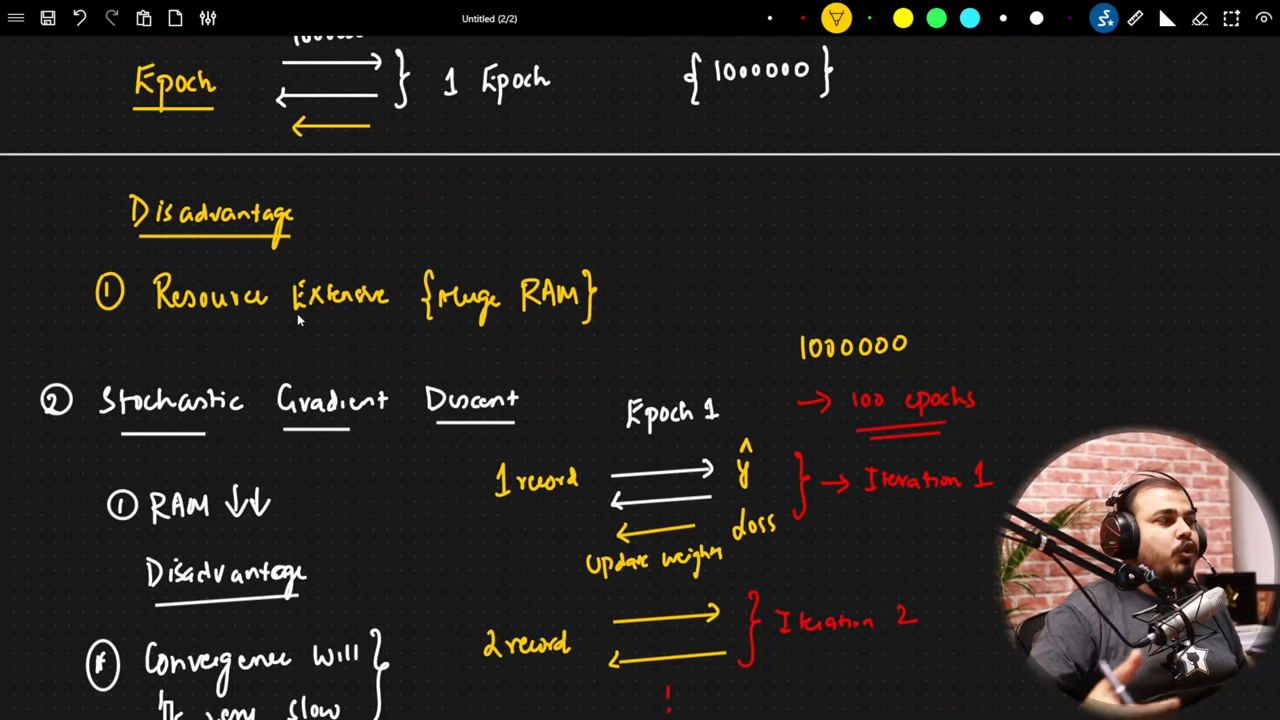 Untitled (2/2)
Epoch
1 Epoch
{ 1000000 }
Disadvantage
① Resource Extensive {Huge RAM}
1000000
② Stochastic Gradient Descent
Epoch 1
→ 100 epochs
1 record
ŷ
→ Iteration 1
① RAM ↓↓
loss
Update weights
Disadvantage
2 record
Iteration 2
Convergence will
very slow